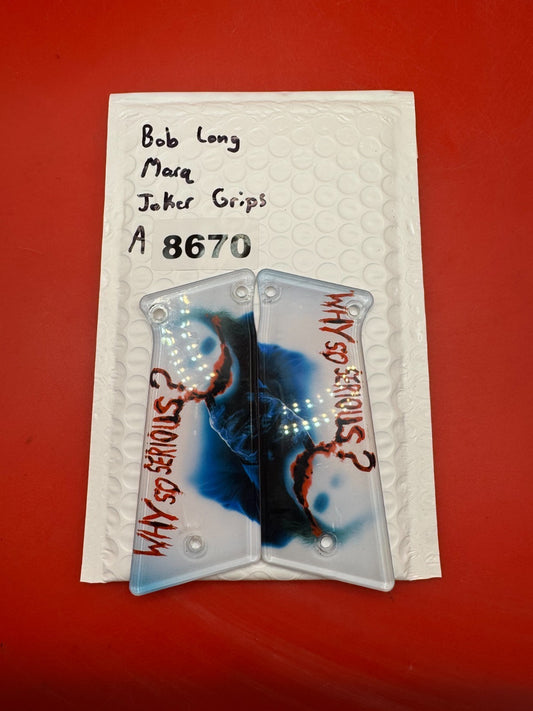 Bob Long
Marq
Joker Grips
A 8670
WHY SO SERIOUS?
WHY SO SERIOUS?